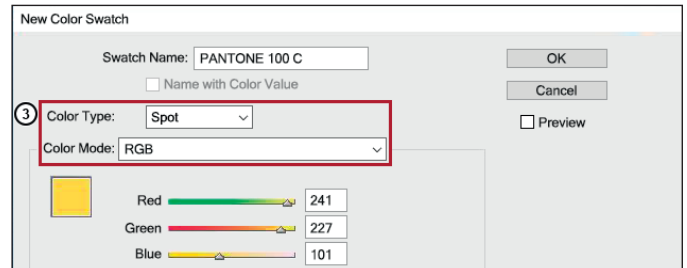 New Color Swatch
Swatch Name: PANTONE 100 C OK
Name with Color Value
Cancel
3 Color Type: Spot Preview
Color Mode: RGB
Red 241
Green 227
Blue 101